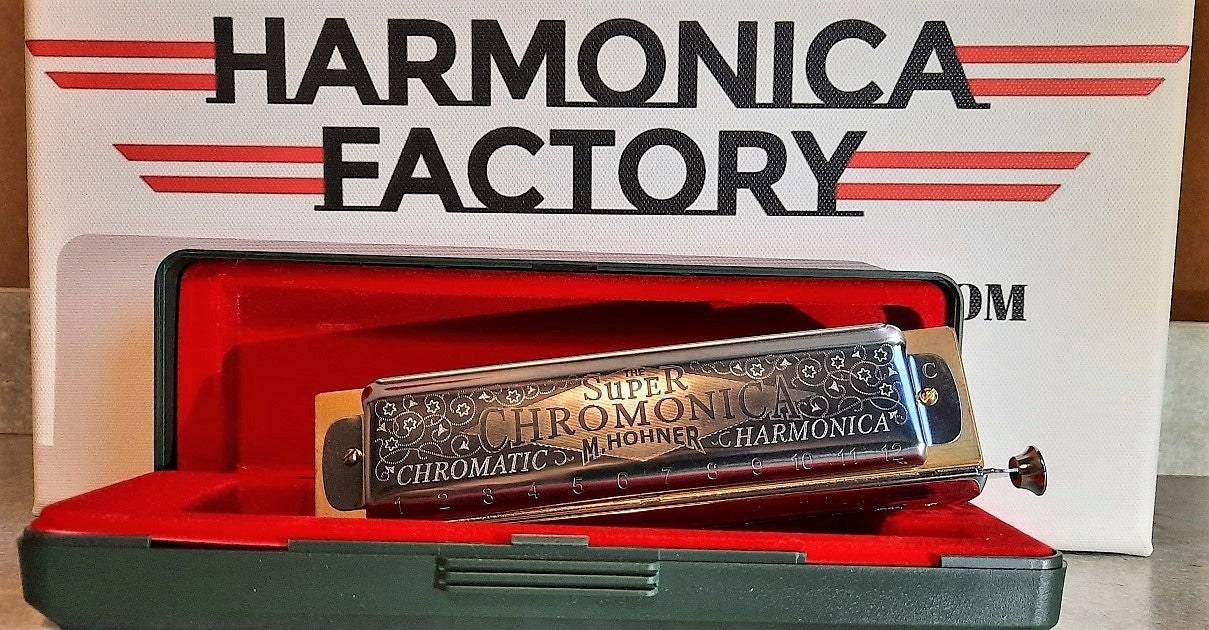 HARMONICA
FACTORY
OM
C
THE
SUPER
CHROMONICA
M. HOHNER
CHROMATIC HARMONICA
1 2 3 4 5 6 7 8 9 10 11 12